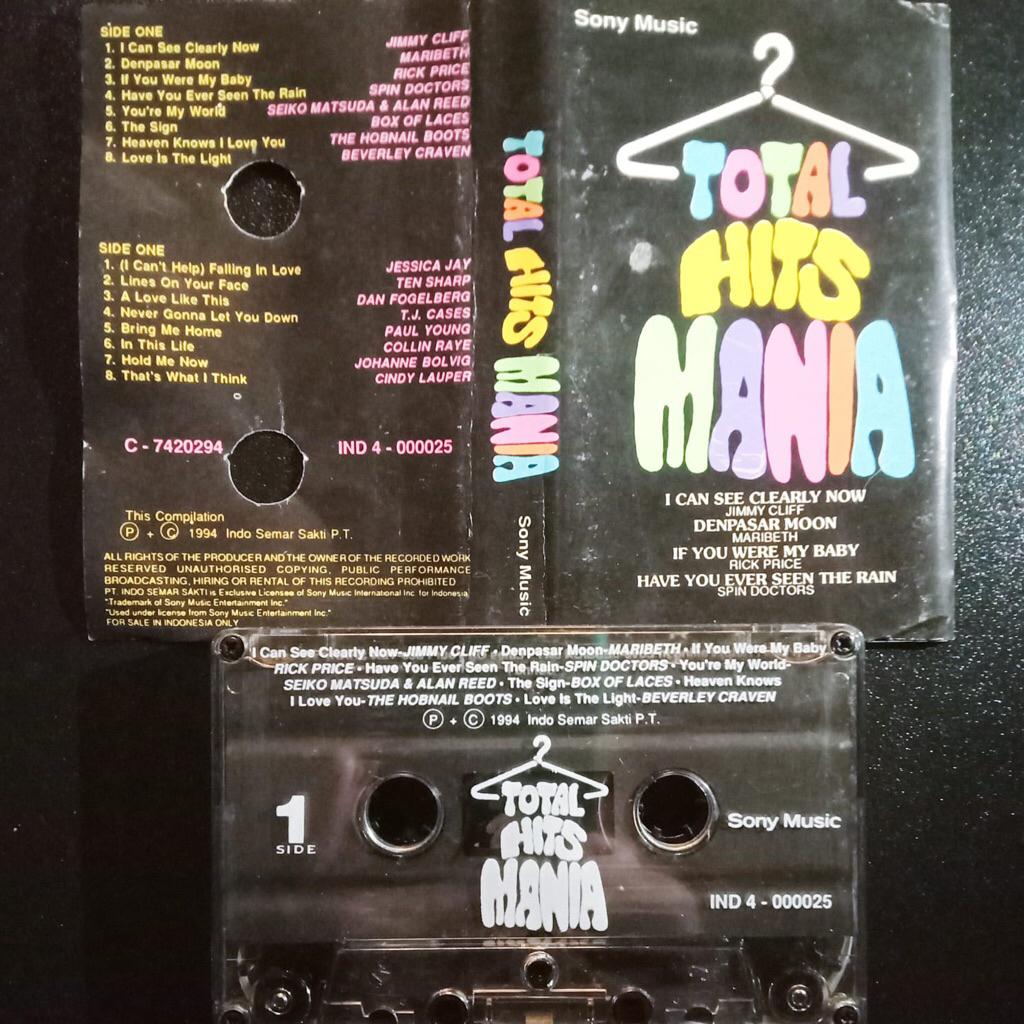 SIDE ONE
1. I Can See Clearly Now JIMMY CLIFF
2. Denpasar Moon MARIBETH
3. If You Were My Baby RICK PRICE
4. Have You Ever Seen The Rain SPIN DOCTORS
5. You're My World SEIKO MATSUDA & ALAN REED
6. The Sign BOX OF LACES
7. Heaven Knows I Love You THE HOBNAIL BOOTS
8. Love Is The Light BEVERLEY CRAVEN
SIDE ONE
1. (I Can't Help) Falling In Love JESSICA JAY
2. Lines On Your Face TEN SHARP
3. A Love Like This DAN FOGELBERG
4. Never Gonna Let You Down T.J. CASES
5. Bring Me Home PAUL YOUNG
6. In This Life COLLIN RAYE
7. Hold Me Now JOHANNE BOLVIG
8. That's What I Think CINDY LAUPER
C - 7420294 IND 4 - 000025
This Compilation
Ⓟ + © 1994 Indo Semar Sakti P.T.
ALL RIGHTS OF THE PRODUCER AND THE OWNER OF THE RECORDED WORK
RESERVED UNAUTHORISED COPYING, PUBLIC PERFORMANCE
BROADCASTING, HIRING OR RENTAL OF THIS RECORDING PROHIBITED
PT. INDO SEMAR SAKTI is Exclusive Licensee of Sony Music International Inc for Indonesia
"Trademark of Sony Music Entertainment Inc."
"Used under license from Sony Music Entertainment Inc."
FOR SALE IN INDONESIA ONLY
TOTAL HITS MANIA
Sony Music
Sony Music
TOTAL
HITS
MANIA
I CAN SEE CLEARLY NOW
JIMMY CLIFF
DENPASAR MOON
MARIBETH
IF YOU WERE MY BABY
RICK PRICE
HAVE YOU EVER SEEN THE RAIN
SPIN DOCTORS
I Can See Clearly Now-JIMMY CLIFF • Denpasar Moon-MARIBETH • If You Were My Baby
RICK PRICE • Have You Ever Seen The Rain-SPIN DOCTORS • You're My World-
SEIKO MATSUDA & ALAN REED • The Sign-BOX OF LACES • Heaven Knows
I Love You-THE HOBNAIL BOOTS • Love Is The Light-BEVERLEY CRAVEN
Ⓟ + © 1994 Indo Semar Sakti P.T.
1
SIDE
TOTAL
HITS
MANIA
Sony Music
IND 4 - 000025